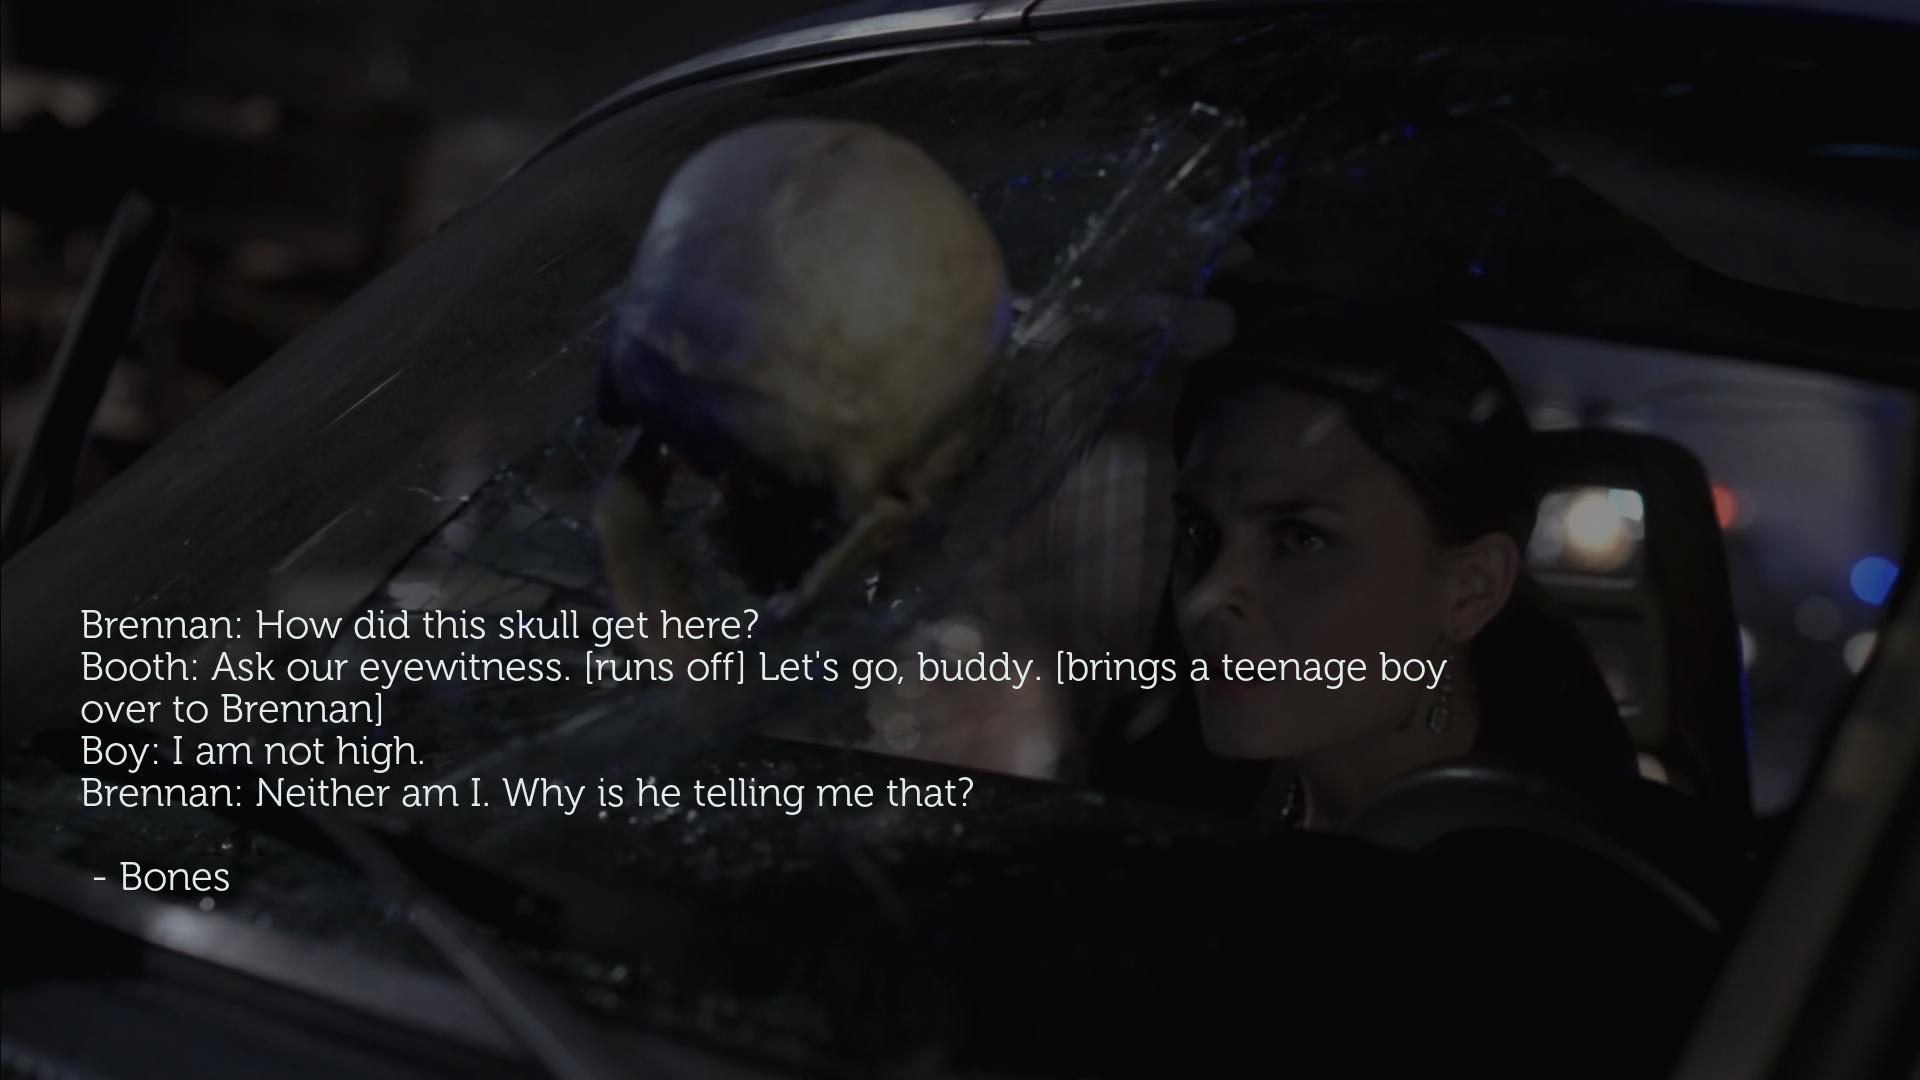 Brennan: How did this skull get here?
Booth: Ask our eyewitness. [runs off] Let's go, buddy. [brings a teenage boy
over to Brennan]
Boy: I am not high.
Brennan: Neither am I. Why is he telling me that?
- Bones